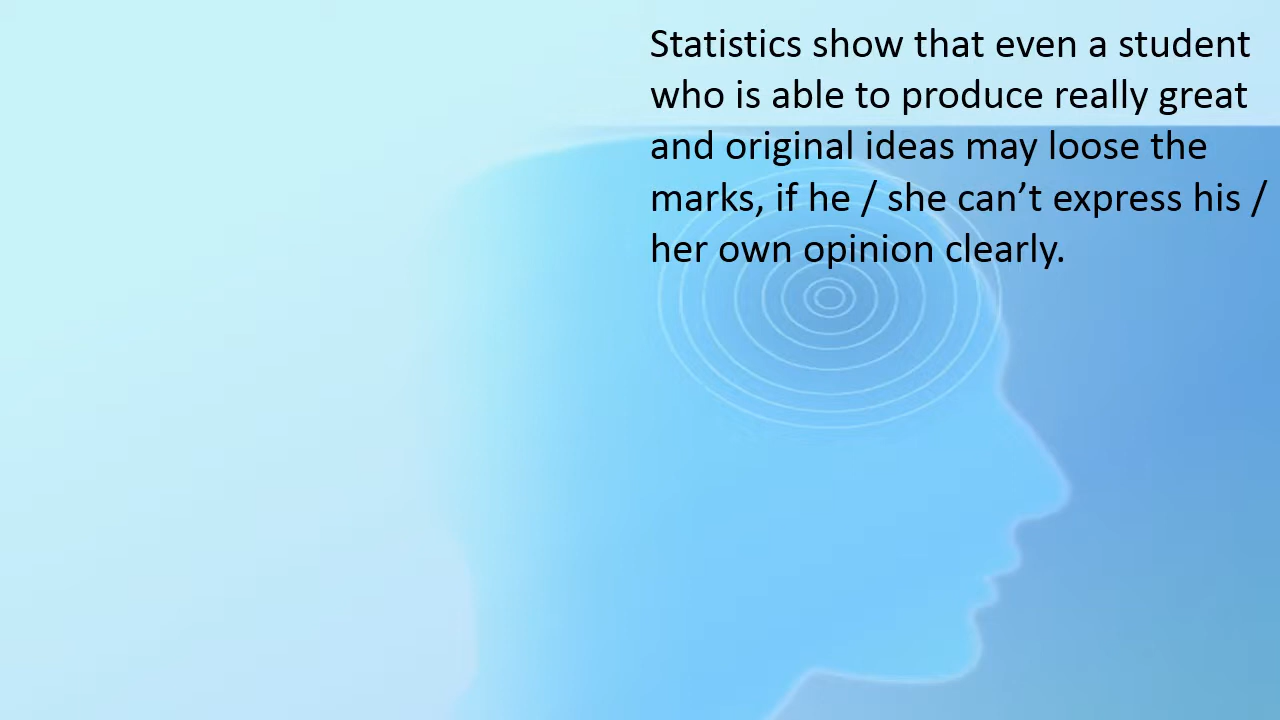 Statistics show that even a student
who is able to produce really great
and original ideas may loose the
marks, if he / she can’t express his /
her own opinion clearly.